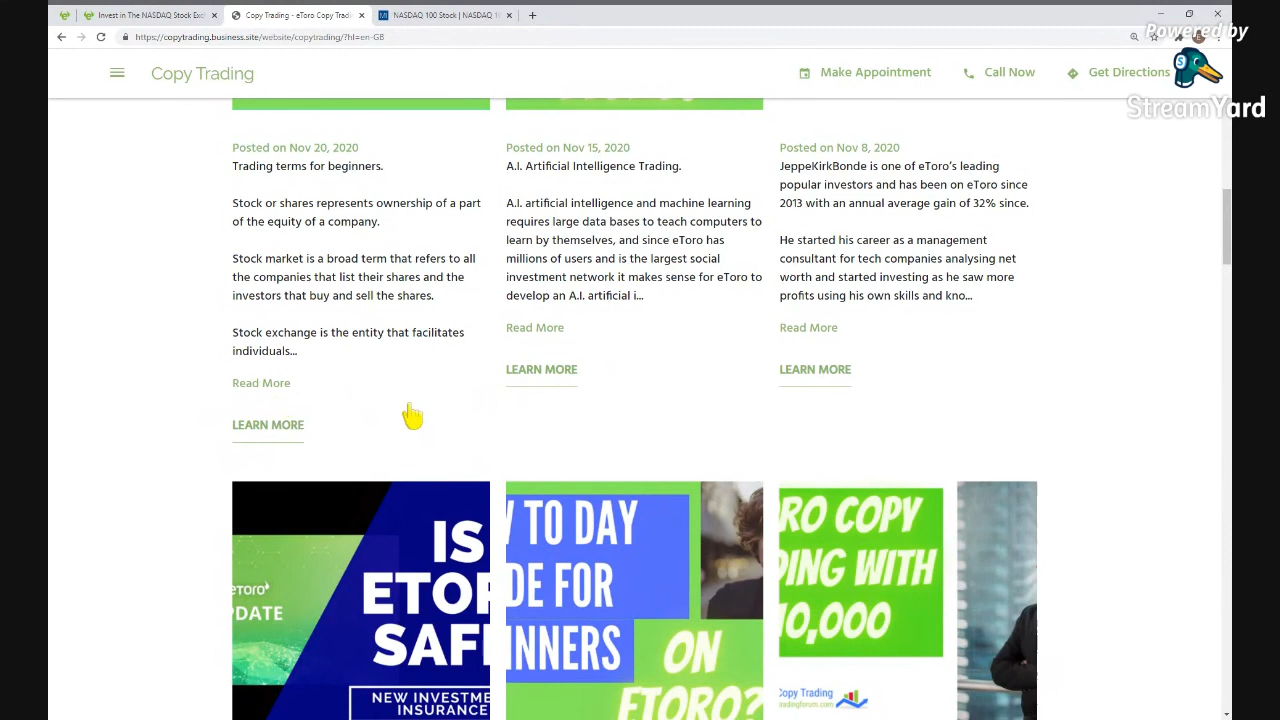 Invest in The NASDAQ Stock Exc
Copy Trading - eToro Copy Tradi
NASDAQ 100 Stock | NASDAQ 10
https://copytrading.business.site/website/copytrading/?hl=en-GB
Powered by
StreamYard
Copy Trading
Make Appointment
Call Now
Get Directions
Posted on Nov 20, 2020
Trading terms for beginners.
Stock or shares represents ownership of a part
of the equity of a company.
Stock market is a broad term that refers to all
the companies that list their shares and the
investors that buy and sell the shares.
Stock exchange is the entity that facilitates
individuals...
Read More
LEARN MORE
Posted on Nov 15, 2020
A.I. Artificial Intelligence Trading.
A.I. artificial intelligence and machine learning
requires large data bases to teach computers to
learn by themselves, and since eToro has
millions of users and is the largest social
investment network it makes sense for eToro to
develop an A.I. artificial i...
Read More
LEARN MORE
Posted on Nov 8, 2020
JeppeKirkBonde is one of eToro's leading
popular investors and has been on eToro since
2013 with an annual average gain of 32% since.
He started his career as a management
consultant for tech companies analysing net
worth and started investing as he saw more
profits using his own skills and kno...
Read More
LEARN MORE
eToro
PDATE
IS
ETOR
SAF
NEW INVESTME
INSURANCE
W TO DAY
DE FOR
INNERS
ON
ETORO?
RO COPY
DING WITH
10,000
Copy Trading
tradingforum.com